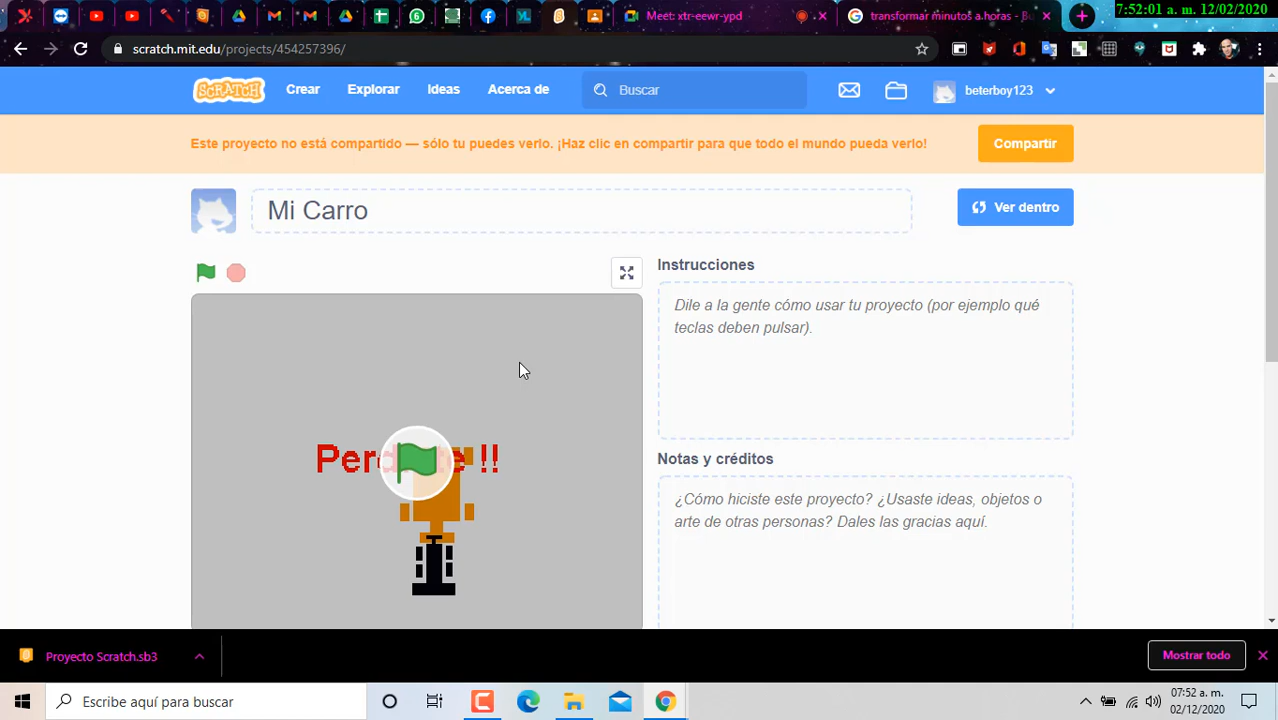 7:52:01 a. m. 12/02/2020
Meet: xtr-eewr-ypd
transformar minutos a horas - Bu
scratch.mit.edu/projects/454257396/
SCRATCH
Crear
Explorar
Ideas
Acerca de
Buscar
beterboy123
Este proyecto no está compartido — sólo tu puedes verlo. ¡Haz clic en compartir para que todo el mundo pueda verlo!
Compartir
Mi Carro
Ver dentro
Instrucciones
Dile a la gente cómo usar tu proyecto (por ejemplo qué
teclas deben pulsar).
!!
Notas y créditos
¿Cómo hiciste este proyecto? ¿Usaste ideas, objetos o
arte de otras personas? Dales las gracias aquí.
Proyecto Scratch.sb3
Mostrar todo
Escribe aquí para buscar
07:52 a. m.
02/12/2020